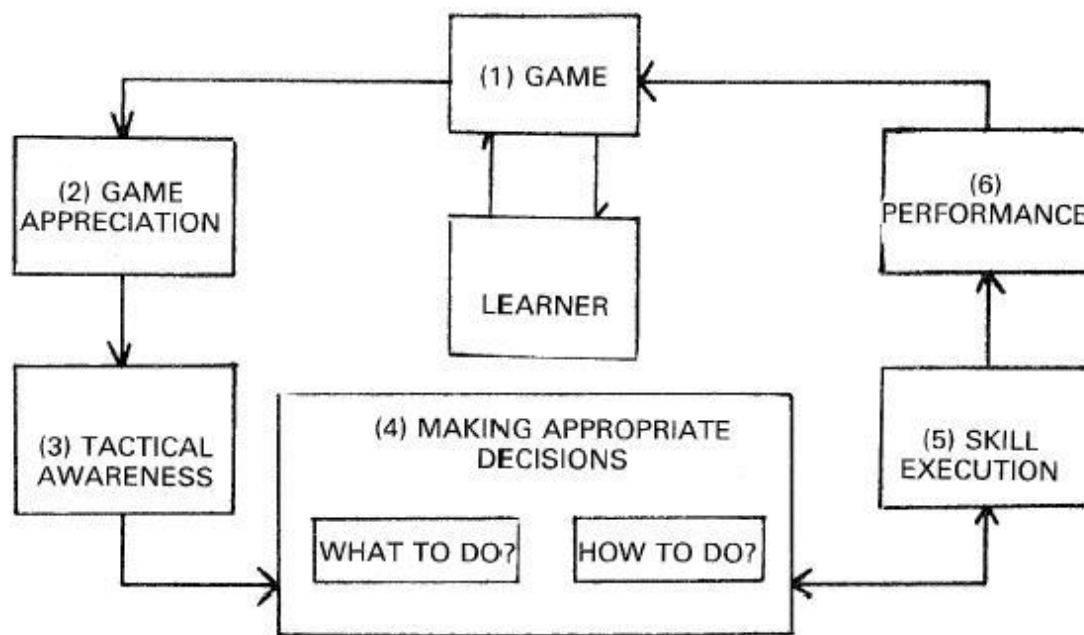 (1) GAME
(2) GAME
APPRECIATION
(6)
PERFORMANCE
LEARNER
(3) TACTICAL
AWARENESS
(4) MAKING APPROPRIATE
DECISIONS
(5) SKILL
EXECUTION
WHAT TO DO?
HOW TO DO?